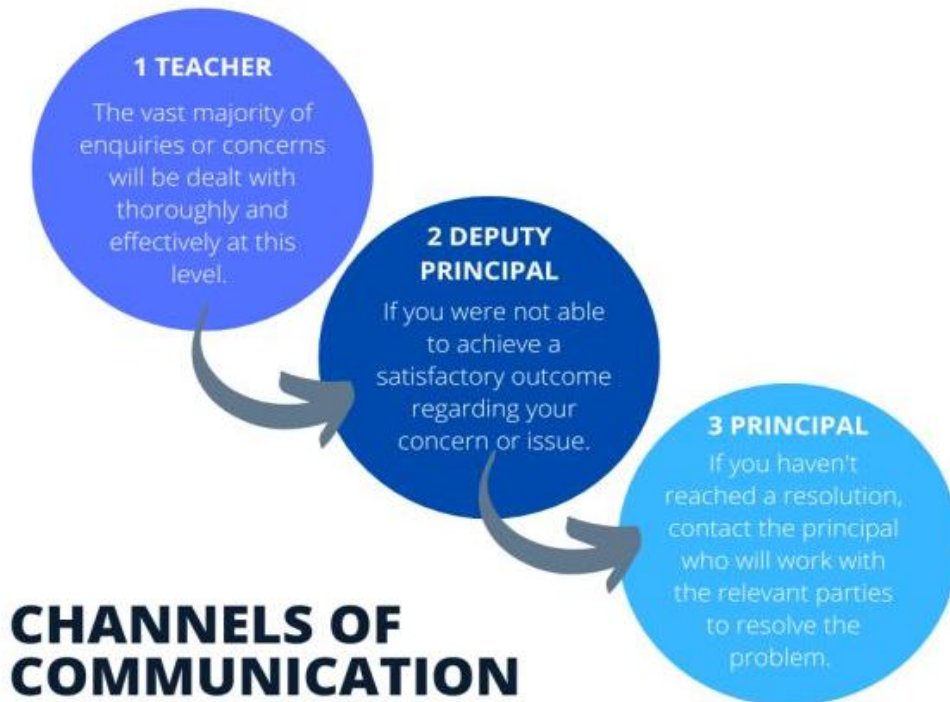 1 TEACHER
The vast majority of
enquiries or concerns
will be dealt with
thoroughly and
effectively at this
level.
2 DEPUTY
PRINCIPAL
If you were not able
to achieve a
satisfactory outcome
regarding your
concern or issue.
3 PRINCIPAL
If you haven't
reached a resolution,
contact the principal
who will work with
the relevant parties
to resolve the
problem.
CHANNELS OF
COMMUNICATION